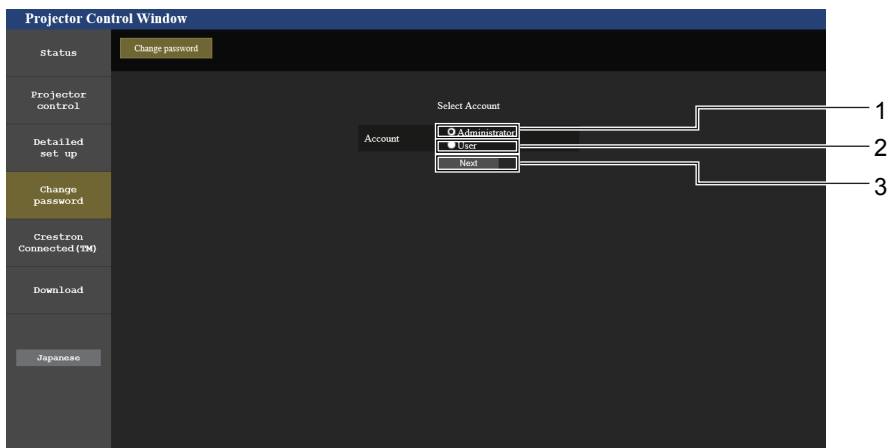 Projector Control Window
Status
Change password
Projector
control
Select Account
1
Account
Administrator
User
2
Detailed
set up
Next
3
Change
password
Crestron
Connected(TM)
Download
Japanese